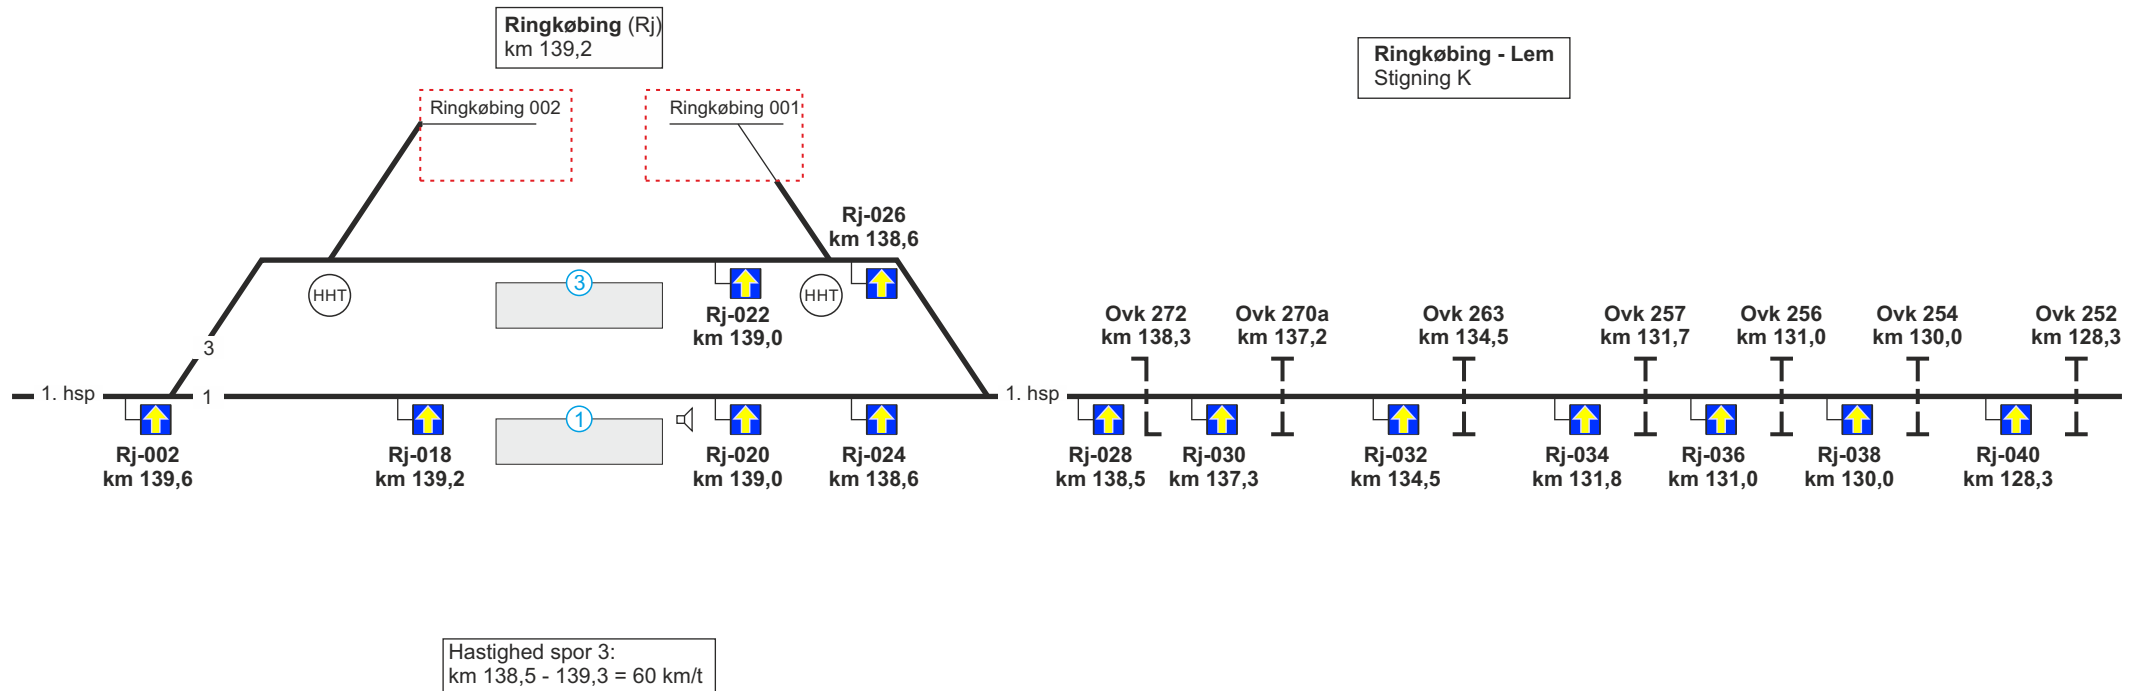 Ringkøbing (Rj)
km 139,2
Ringkøbing - Lem
Stigning K
Ringkøbing 002
Ringkøbing 001
Rj-026
km 138,6
HHT
3
HHT
Rj-022
km 139,0
3
1. hsp
1
1
1. hsp
Rj-002
km 139,6
Rj-018
km 139,2
Rj-020
km 139,0
Rj-024
km 138,6
Ovk 272
km 138,3
Ovk 270a
km 137,2
Ovk 263
km 134,5
Ovk 257
km 131,7
Ovk 256
km 131,0
Ovk 254
km 130,0
Ovk 252
km 128,3
Rj-028
km 138,5
Rj-030
km 137,3
Rj-032
km 134,5
Rj-034
km 131,8
Rj-036
km 131,0
Rj-038
km 130,0
Rj-040
km 128,3
Hastighed spor 3:
km 138,5 - 139,3 = 60 km/t